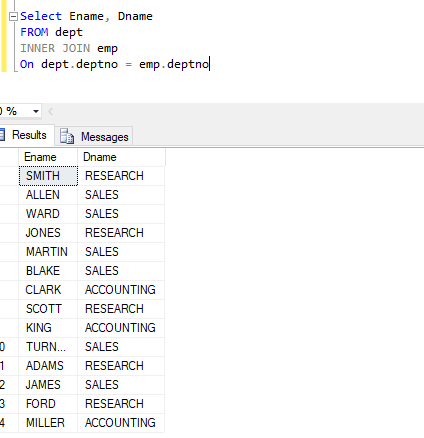 Select Ename, Dname
FROM dept
INNER JOIN emp
On dept.deptno = emp.deptno
0 %
Results Messages
Ename Dname
SMITH RESEARCH
ALLEN SALES
WARD SALES
JONES RESEARCH
MARTIN SALES
BLAKE SALES
CLARK ACCOUNTING
SCOTT RESEARCH
KING ACCOUNTING
0 TURN... SALES
1 ADAMS RESEARCH
2 JAMES SALES
3 FORD RESEARCH
4 MILLER ACCOUNTING